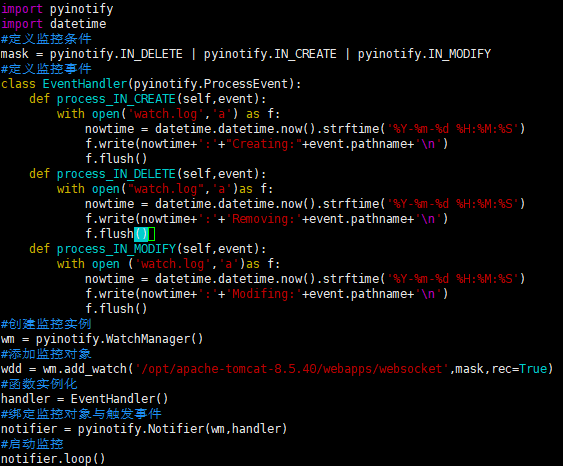 import pyinotify
import datetime
#定义监控条件
mask = pyinotify.IN_DELETE | pyinotify.IN_CREATE | pyinotify.IN_MODIFY
#定义监控事件
class EventHandler(pyinotify.ProcessEvent):
    def process_IN_CREATE(self,event):
        with open('watch.log','a') as f:
            nowtime = datetime.datetime.now().strftime('%Y-%m-%d %H:%M:%S')
            f.write(nowtime+':'+"Creating:"+event.pathname+'\n')
            f.flush()
    def process_IN_DELETE(self,event):
        with open("watch.log",'a')as f:
            nowtime = datetime.datetime.now().strftime('%Y-%m-%d %H:%M:%S')
            f.write(nowtime+':'+'Removing:'+event.pathname+'\n')
            f.flush()
    def process_IN_MODIFY(self,event):
        with open ('watch.log','a')as f:
            nowtime = datetime.datetime.now().strftime('%Y-%m-%d %H:%M:%S')
            f.write(nowtime+':'+'Modifing:'+event.pathname+'\n')
            f.flush()
#创建监控实例
wm = pyinotify.WatchManager()
#添加监控对象
wdd = wm.add_watch('/opt/apache-tomcat-8.5.40/webapps/websocket',mask,rec=True)
#函数实例化
handler = EventHandler()
#绑定监控对象与触发事件
notifier = pyinotify.Notifier(wm,handler)
#启动监控
notifier.loop()